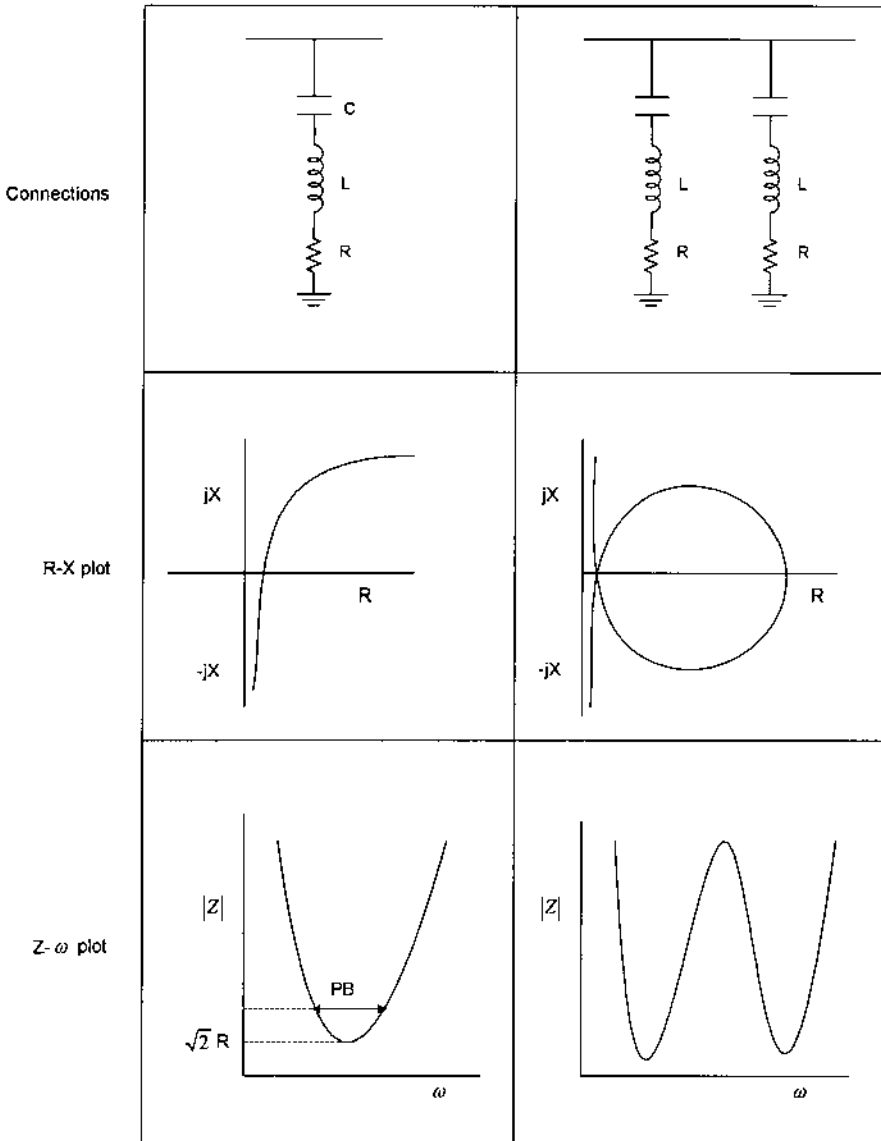 Connections
C
L
R
L
L
R
R
R-X plot
jX
R
-jX
jX
R
-jX
Z- ω plot
|Z|
PB
√2 R
ω
|Z|
ω